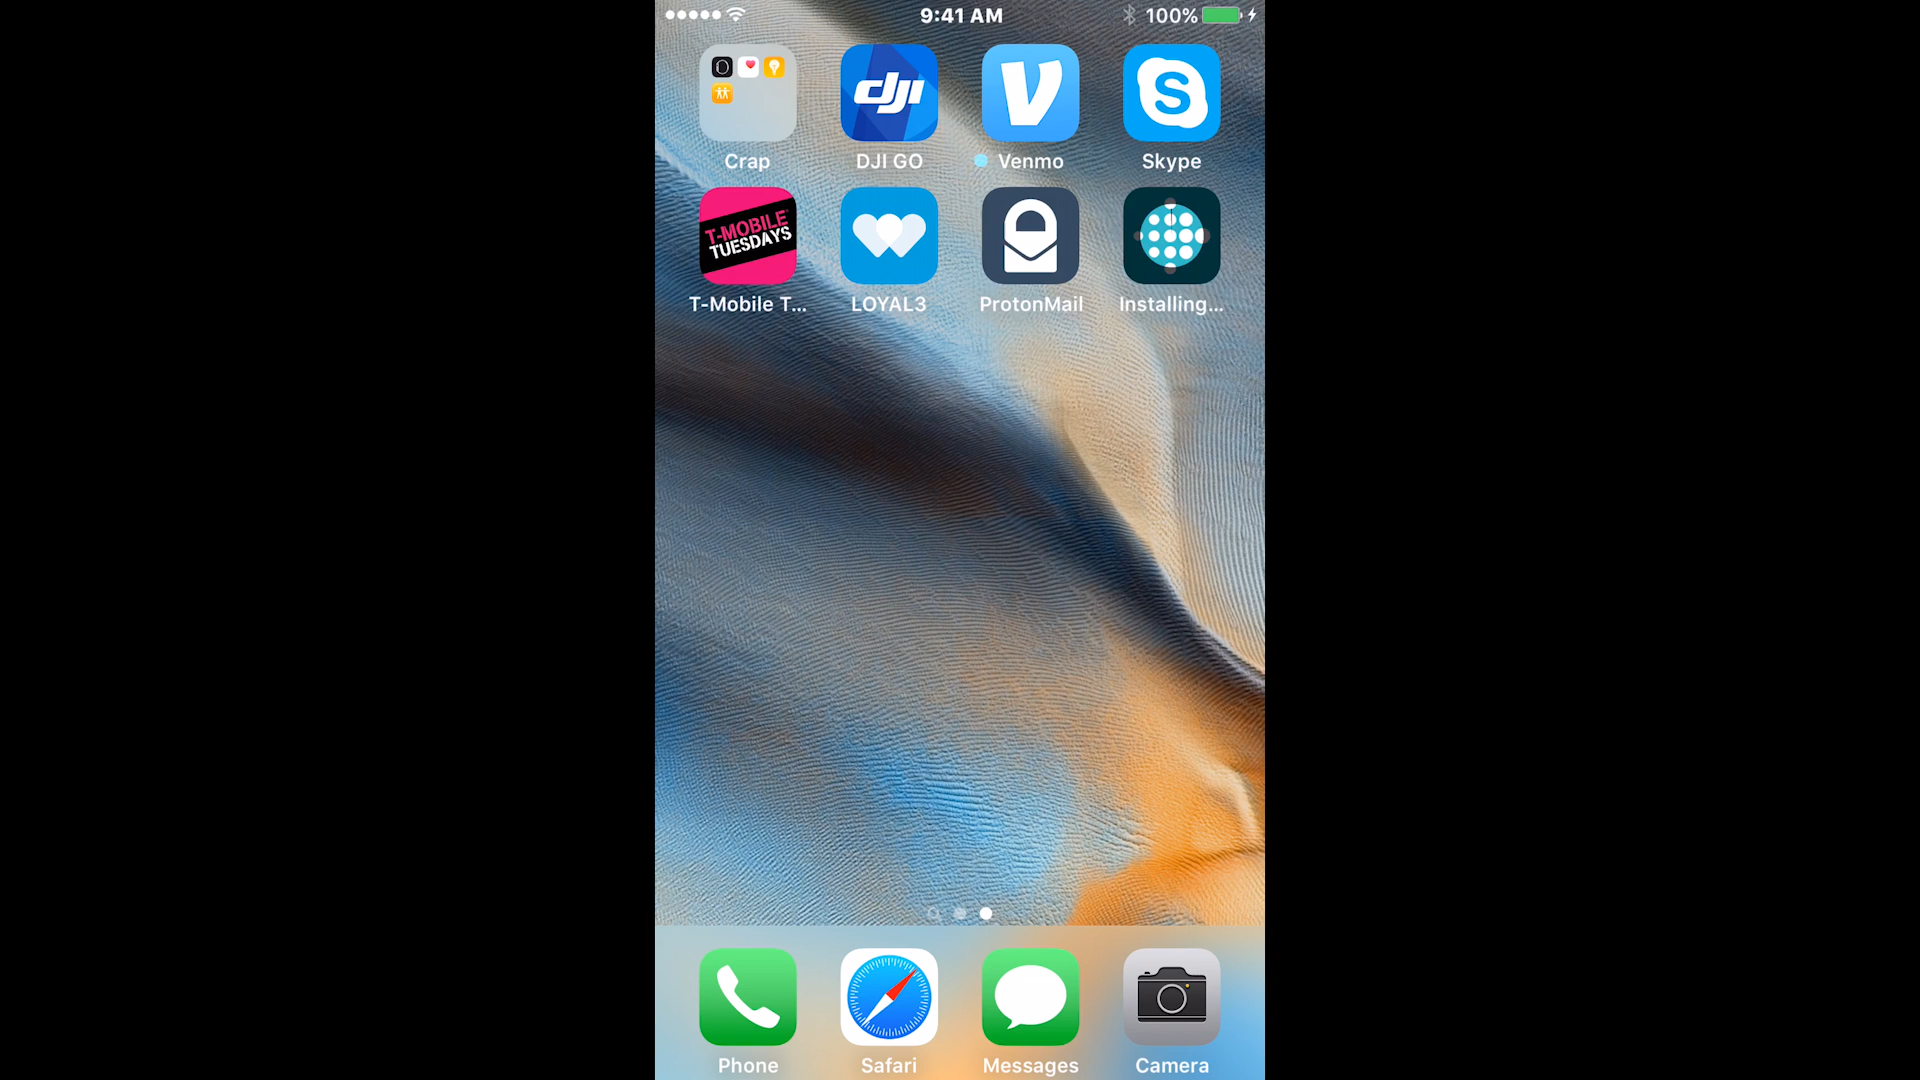 9:41 AM
100%
dji
V
S
Crap
DJI GO
Venmo
Skype
T-MOBILE
TUESDAYS
T-Mobile T...
LOYAL3
ProtonMail
Installing...
Phone
Safari
Messages
Camera